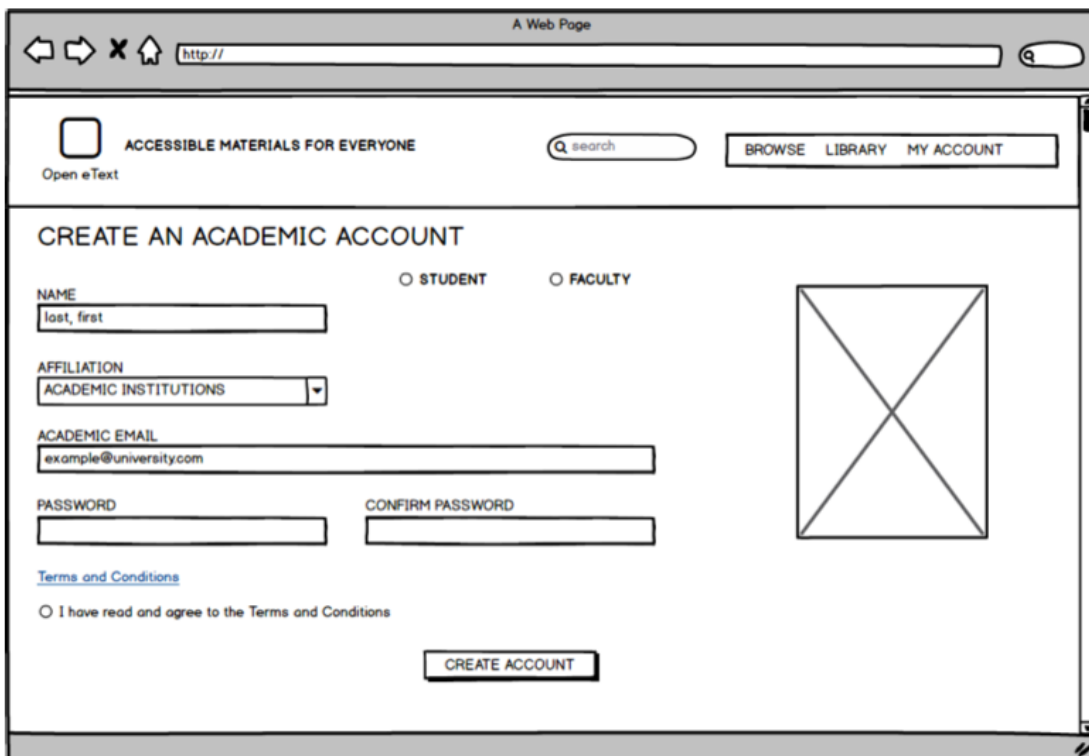 A Web Page
http://
ACCESSIBLE MATERIALS FOR EVERYONE
search
BROWSE LIBRARY MY ACCOUNT
Open eText
CREATE AN ACADEMIC ACCOUNT
STUDENT FACULTY
NAME
last, first
AFFILIATION
ACADEMIC INSTITUTIONS
ACADEMIC EMAIL
example@university.com
PASSWORD CONFIRM PASSWORD
Terms and Conditions
I have read and agree to the Terms and Conditions
CREATE ACCOUNT